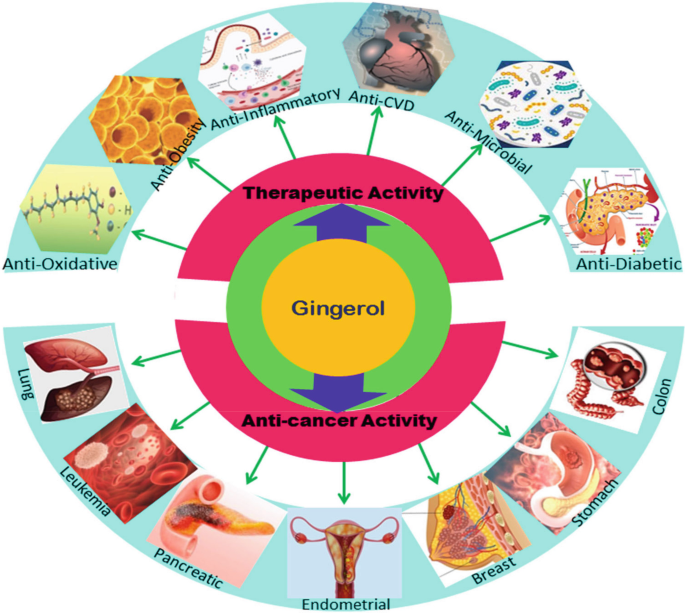 Anti-Inflammatory
Anti-CVD
Anti-Obesity
Anti-Microbial
Anti-Oxidative
Anti-Diabetic
Therapeutic Activity
Gingerol
Anti-cancer Activity
Lung
Colon
Leukemia
Stomach
Pancreatic
Breast
Endometrial